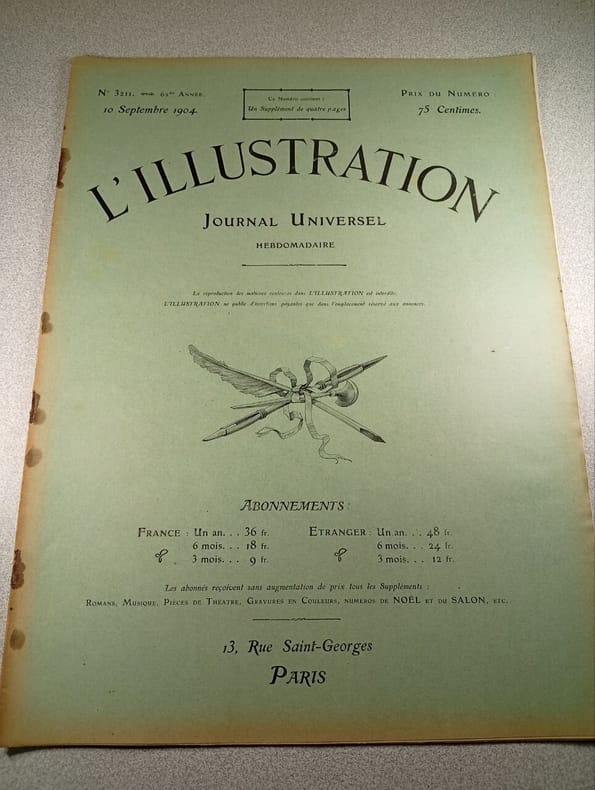 N° 3211. 62me Année.
10 Septembre 1904.
Ce Numéro contient :
Un Supplément de quatre pages
Prix du Numéro :
75 Centimes.
L'ILLUSTRATION
Journal Universel
HEBDOMADAIRE
La reproduction des matières contenues dans L'ILLUSTRATION est interdite.
L'ILLUSTRATION ne publie d'insertions payantes que dans l'emplacement réservé aux annonces.
Abonnements :
France : Un an. . . 36 fr.
6 mois. . . 18 fr.
3 mois. . . 9 fr.
Etranger : Un an. . . 48 fr.
6 mois. . . 24 fr.
3 mois. . . 12 fr.
Les abonnés reçoivent sans augmentation de prix tous les Suppléments :
Romans, Musique, Pièces de Theatre, Gravures en Couleurs, numeros de NOËL et du SALON, etc.
13, Rue Saint-Georges
Paris